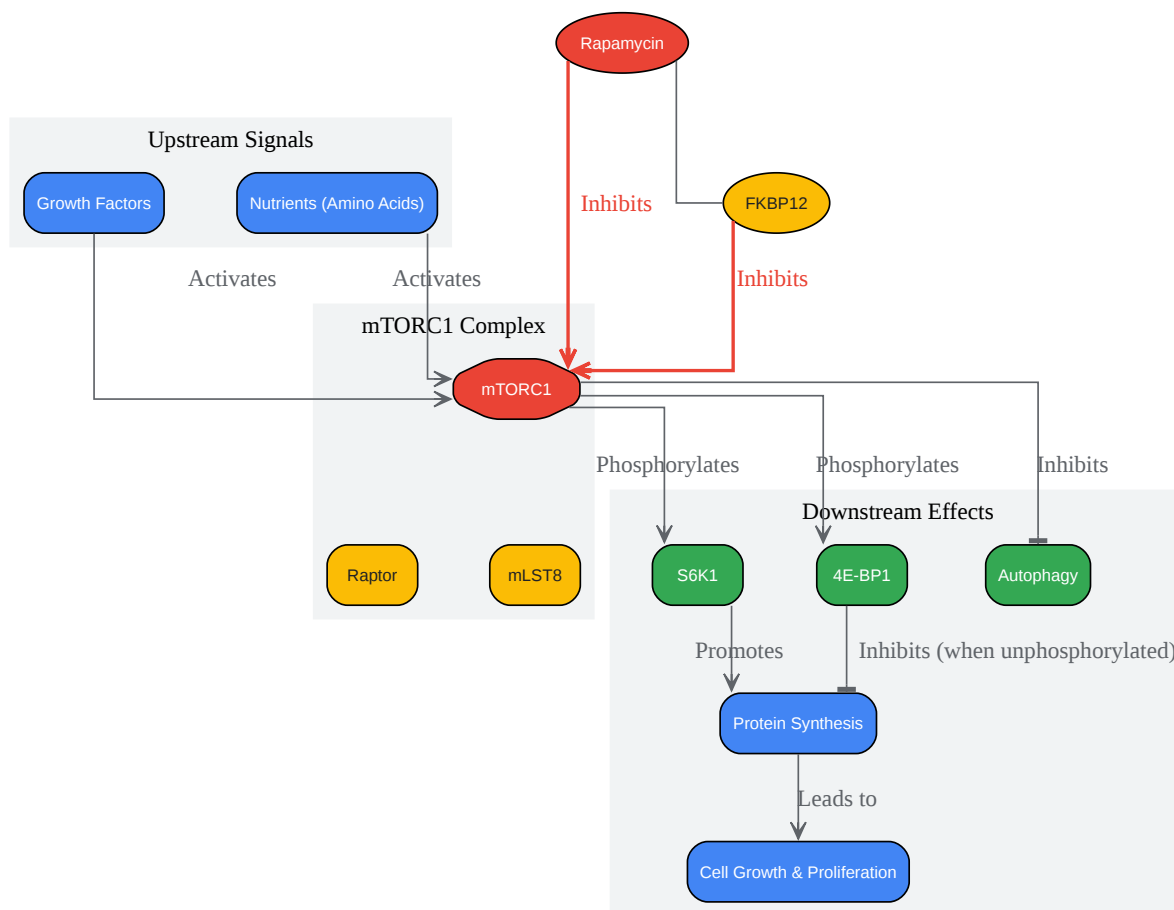 Rapamycin
Upstream Signals
Growth Factors
Nutrients (Amino Acids)
Inhibits
FKBP12
Activates
Activates
Inhibits
mTORC1 Complex
mTORC1
Phosphorylates
Phosphorylates
Inhibits
Downstream Effects
Raptor
mLST8
S6K1
4E-BP1
Autophagy
Promotes
Inhibits (when unphosphorylated)
Protein Synthesis
Leads to
Cell Growth & Proliferation